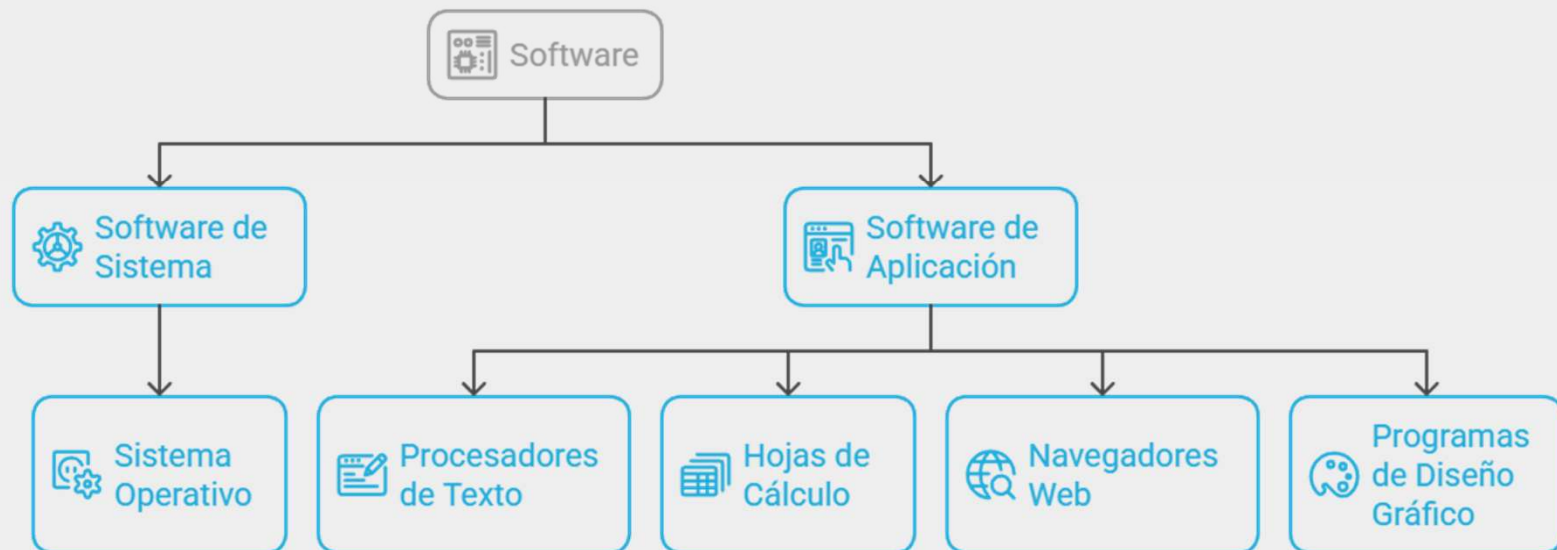 Software
Software de
Sistema
Software de
Aplicación
Sistema
Operativo
Procesadores
de Texto
Hojas de
Cálculo
Navegadores
Web
Programas
de Diseño
Gráfico